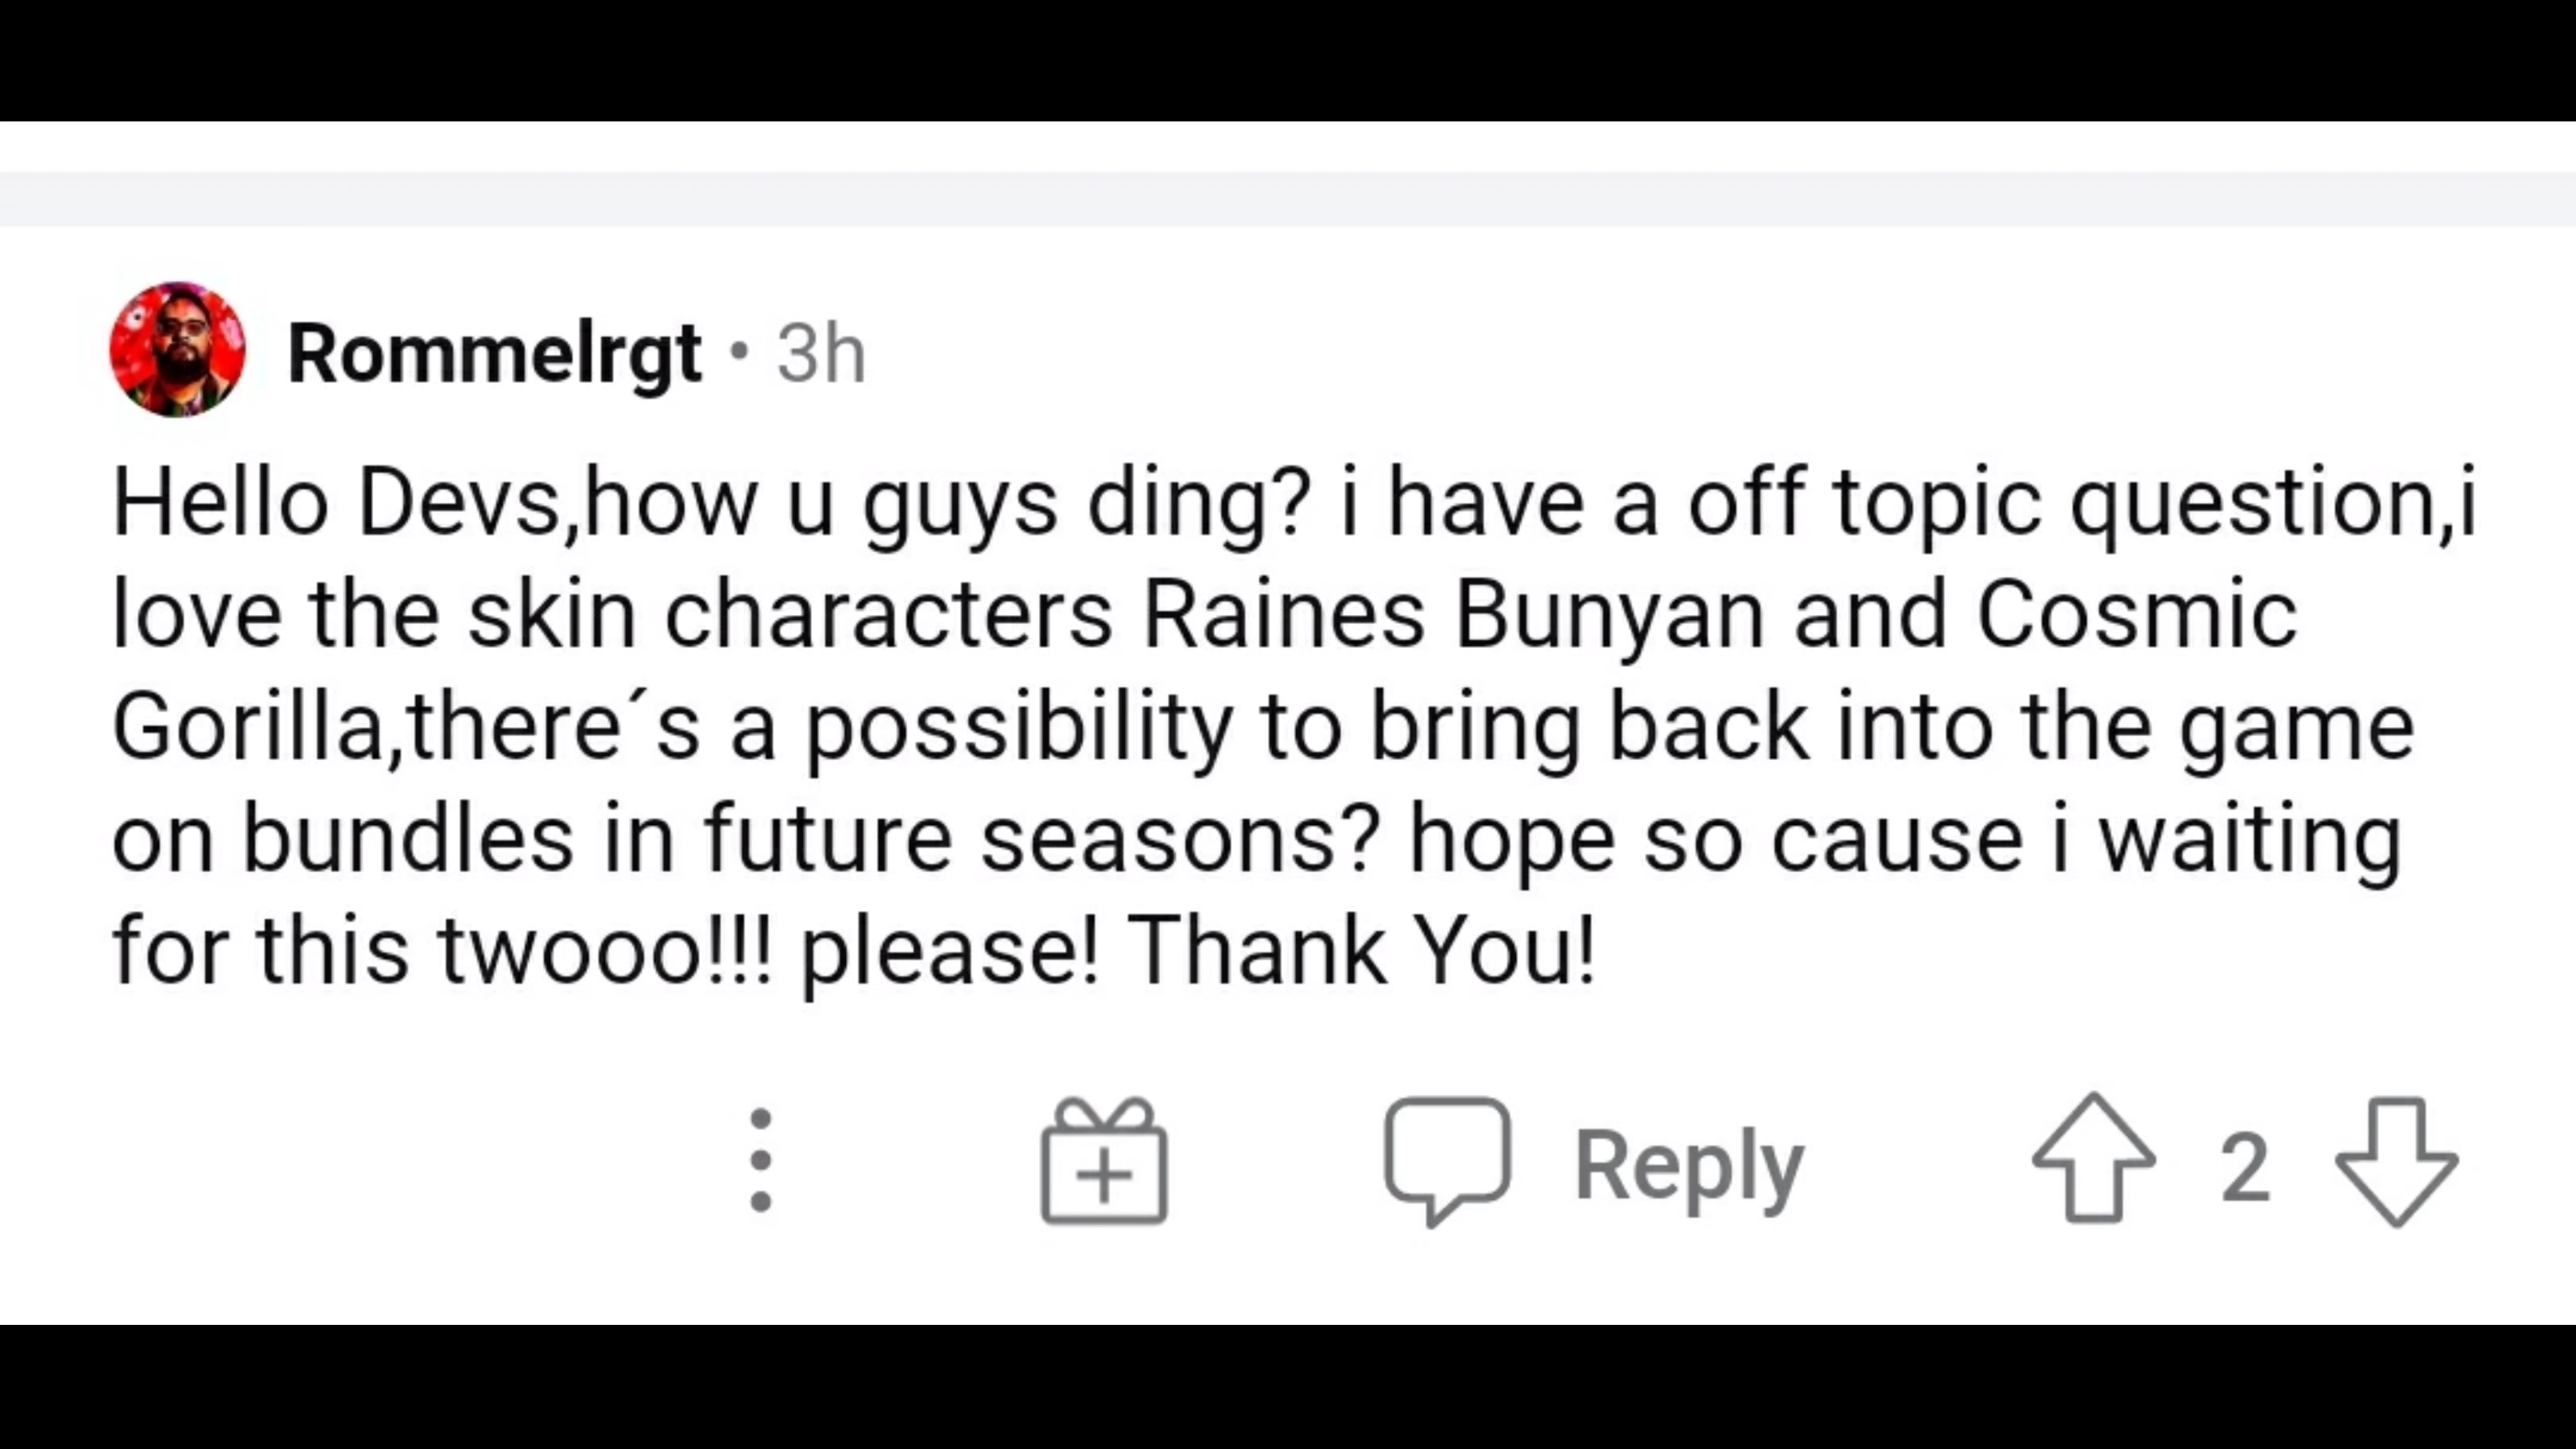 Rommelrgt • 3h
Hello Devs,how u guys ding? i have a off topic question,i
love the skin characters Raines Bunyan and Cosmic
Gorilla,there´s a possibility to bring back into the game
on bundles in future seasons? hope so cause i waiting
for this twooo!!! please! Thank You!
Reply 2